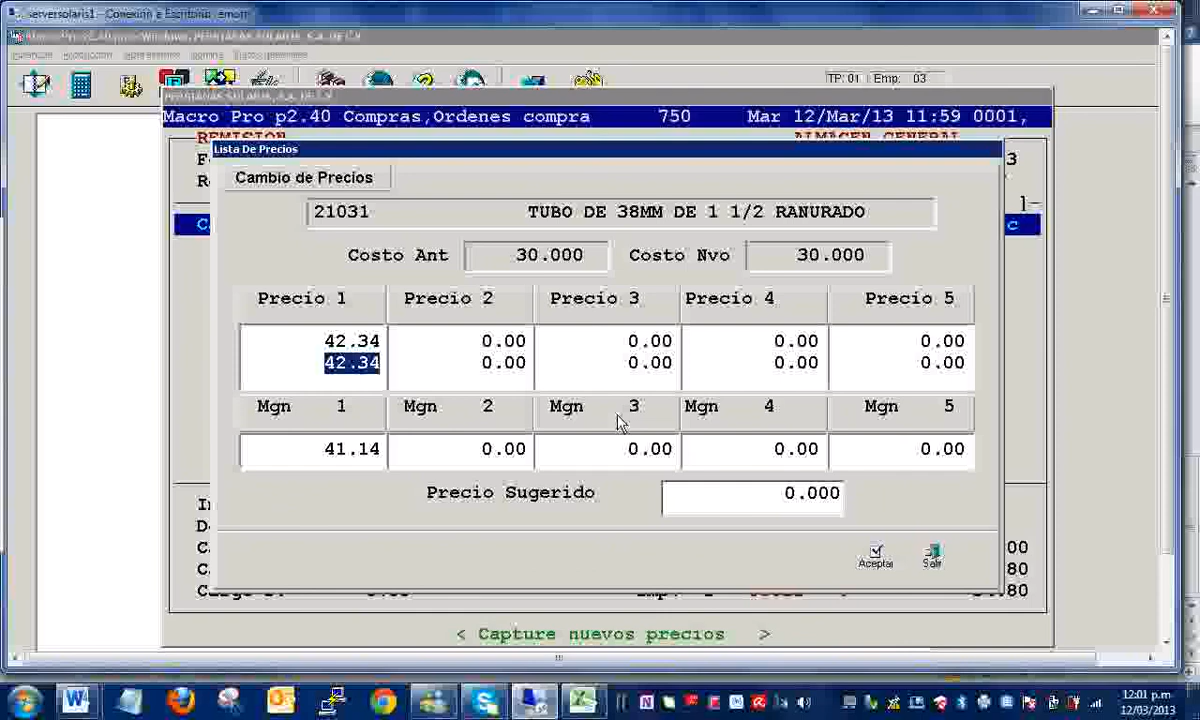 serversolaris1 - Conexión a Escritorio remoto
TP: 01 Emp: 03
Macro Pro p2.40 Compras,Ordenes compra 750 Mar 12/Mar/13 11:59 0001,
REMISION ALMACEN GENERAL
Lista De Precios
Cambio de Precios
21031 TUBO DE 38MM DE 1 1/2 RANURADO
Costo Ant 30.000 Costo Nvo 30.000
Precio 1 Precio 2 Precio 3 Precio 4 Precio 5
42.34 0.00 0.00 0.00 0.00
42.34 0.00 0.00 0.00 0.00
Mgn 1 Mgn 2 Mgn 3 Mgn 4 Mgn 5
41.14 0.00 0.00 0.00 0.00
Precio Sugerido 0.000
Aceptar Salir
< Capture nuevos precios >
12:01 p.m.
12/03/2013